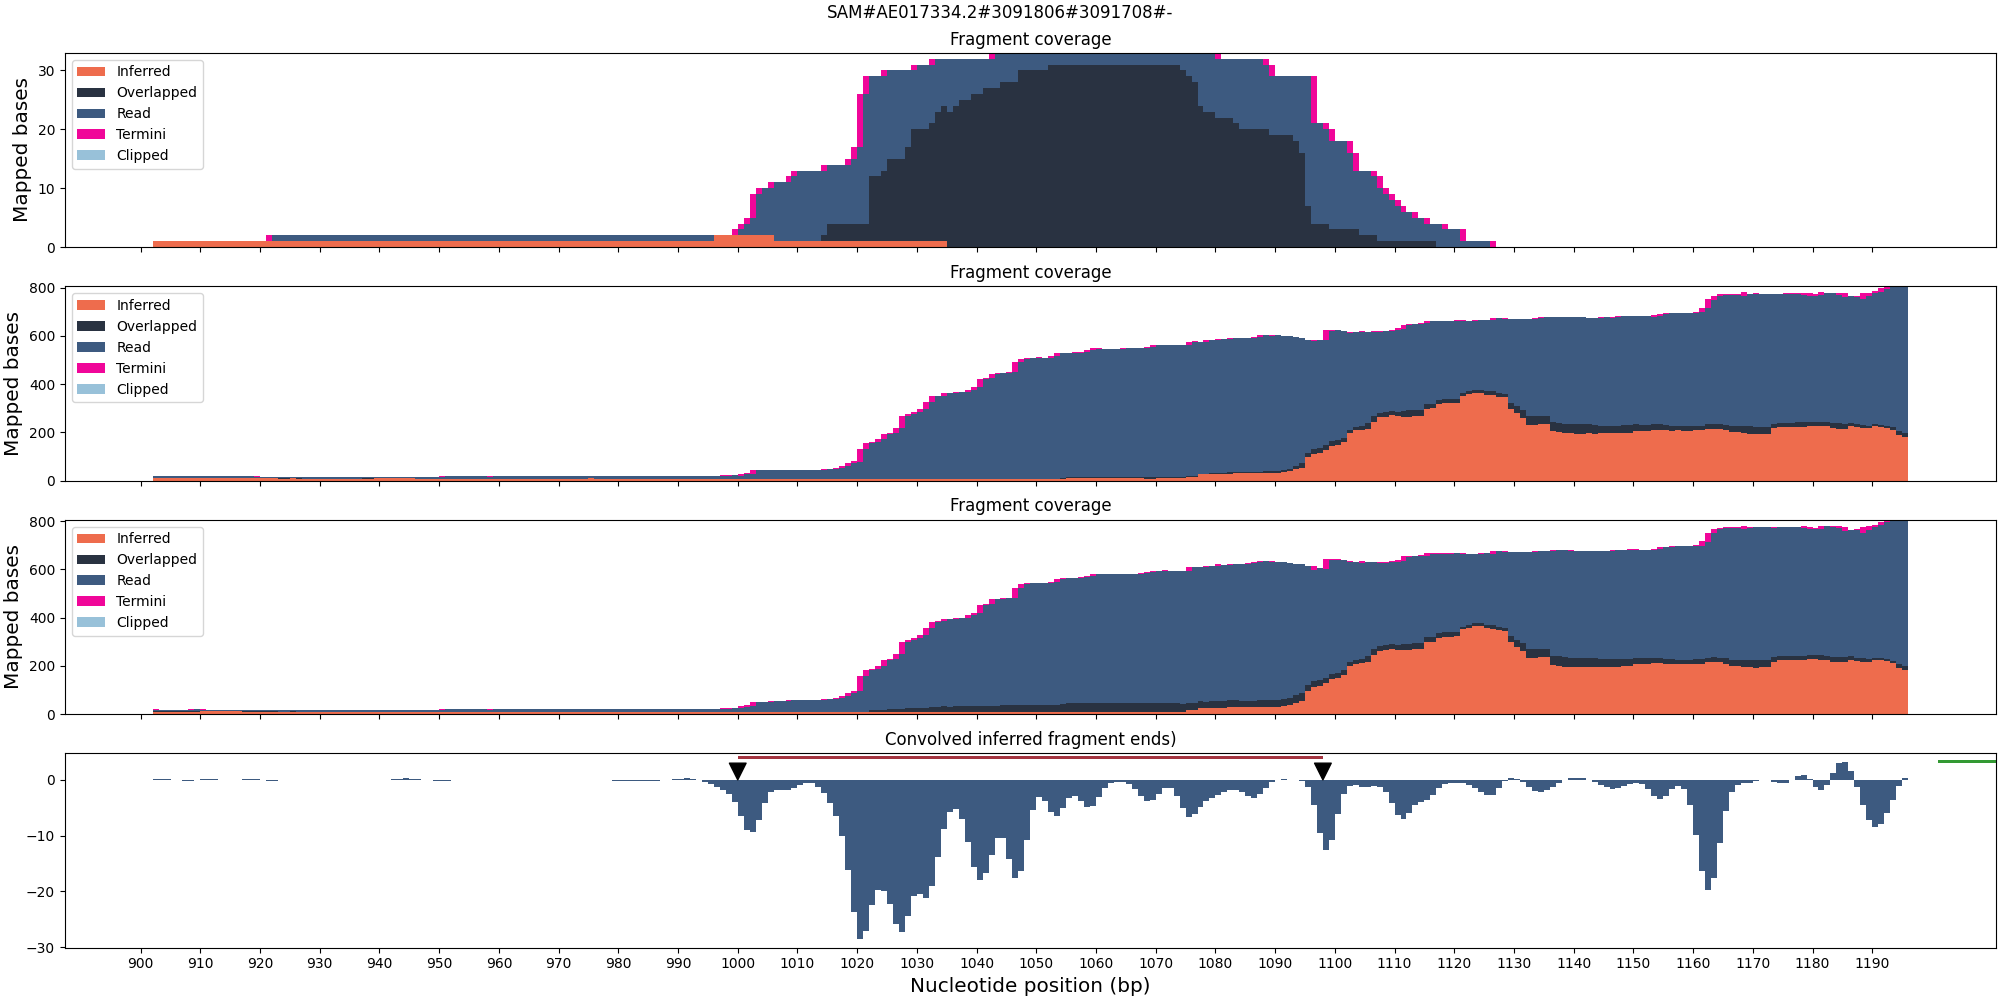 SAM#AE017334.2#3091806#3091708#-
Fragment coverage
Mapped bases
30
20
10
0
Inferred
Overlapped
Read
Termini
Clipped
Fragment coverage
Mapped bases
800
600
400
200
0
Inferred
Overlapped
Read
Termini
Clipped
Fragment coverage
Mapped bases
800
600
400
200
0
Inferred
Overlapped
Read
Termini
Clipped
Convolved inferred fragment ends)
0
−10
−20
−30
900 910 920 930 940 950 960 970 980 990 1000 1010 1020 1030 1040 1050 1060 1070 1080 1090 1100 1110 1120 1130 1140 1150 1160 1170 1180 1190
Nucleotide position (bp)